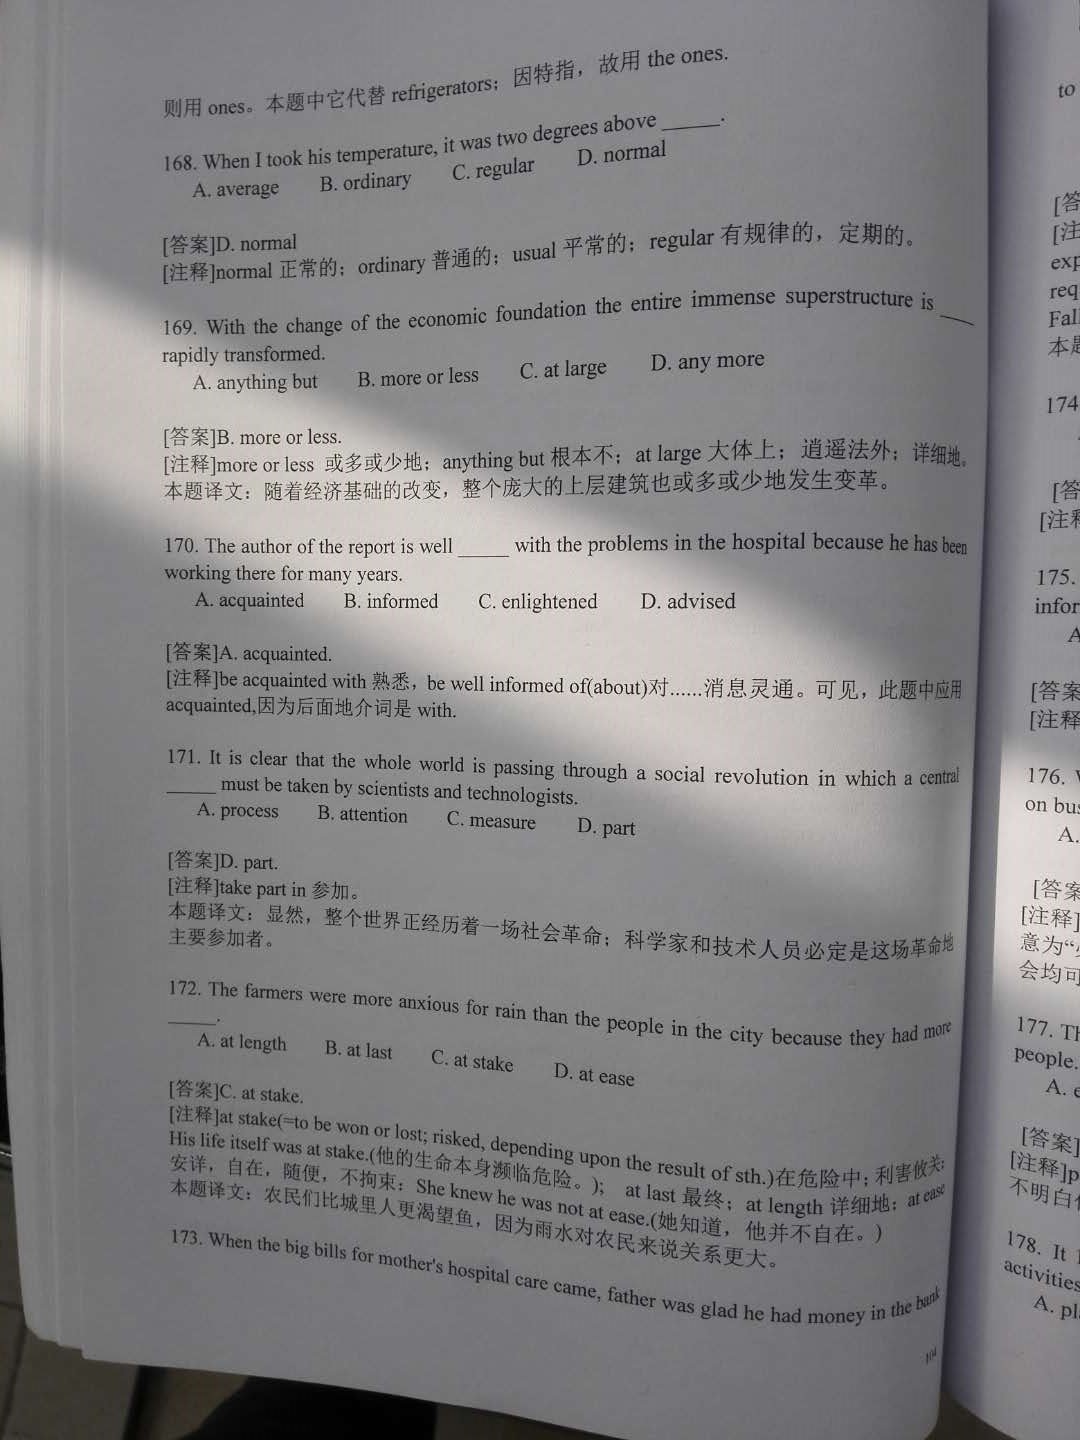 则用 ones。本题中它代替 refrigerators；因特指，故用 the ones.
168. When I took his temperature, it was two degrees above _____.
A. average B. ordinary C. regular D. normal
[答案]D. normal
[注释]normal 正常的；ordinary 普通的；usual 平常的；regular 有规律的，定期的。
169. With the change of the economic foundation the entire immense superstructure is ___
rapidly transformed.
A. anything but B. more or less C. at large D. any more
[答案]B. more or less.
[注释]more or less 或多或少地；anything but 根本不；at large 大体上；逍遥法外；详细地。
本题译文：随着经济基础的改变，整个庞大的上层建筑也或多或少地发生变革。
170. The author of the report is well _____ with the problems in the hospital because he has been
working there for many years.
A. acquainted B. informed C. enlightened D. advised
[答案]A. acquainted.
[注释]be acquainted with 熟悉，be well informed of(about)对……消息灵通。可见，此题中应用
acquainted,因为后面地介词是 with.
171. It is clear that the whole world is passing through a social revolution in which a central
_____ must be taken by scientists and technologists.
A. process B. attention C. measure D. part
[答案]D. part.
[注释]take part in 参加。
本题译文：显然，整个世界正经历着一场社会革命；科学家和技术人员必定是这场革命地
主要参加者。
172. The farmers were more anxious for rain than the people in the city because they had more
_____.
A. at length B. at last C. at stake D. at ease
[答案]C. at stake.
[注释]at stake(=to be won or lost; risked, depending upon the result of sth.)在危险中；利害攸关:
His life itself was at stake.(他的生命本身濒临危险。)； at last 最终；at length 详细地；at ease
安详，自在，随便，不拘束：She knew he was not at ease.(她知道，他并不自在。)
本题译文：农民们比城里人更渴望鱼，因为雨水对农民来说关系更大。
173. When the big bills for mother's hospital care came, father was glad he had money in the bank
104
to
[答
[注
exp
req
Fal
本是
174
[答
[注释
175.
infor
A
[答案
[注释
176.
on bus
A.
[答案
[注释]
意为“
会均可
177. Th
people.
A. e
[答案]
[注释]p
不明白
178. It
activities
A. pl